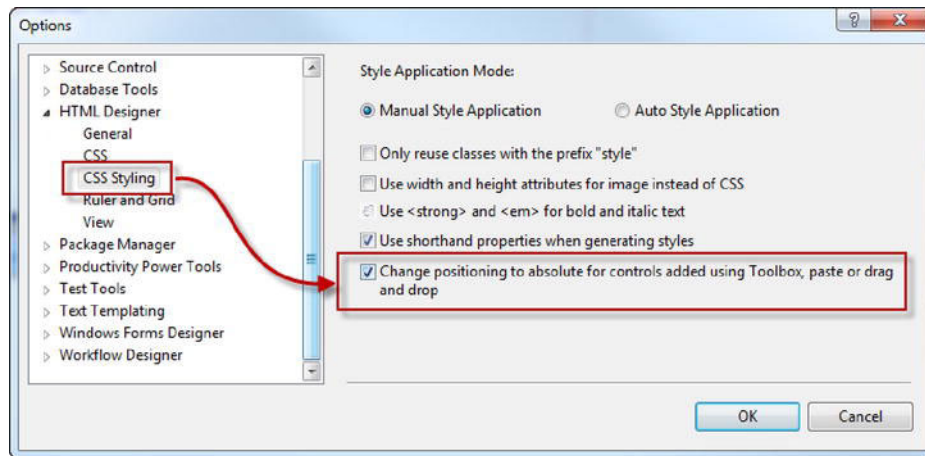 Options
Source Control
Database Tools
HTML Designer
General
CSS
CSS Styling
Ruler and Grid
View
Package Manager
Productivity Power Tools
Test Tools
Text Templating
Windows Forms Designer
Workflow Designer
Style Application Mode:
Manual Style Application
Auto Style Application
Only reuse classes with the prefix "style"
Use width and height attributes for image instead of CSS
Use <strong> and <em> for bold and italic text
Use shorthand properties when generating styles
Change positioning to absolute for controls added using Toolbox, paste or drag
and drop
OK
Cancel